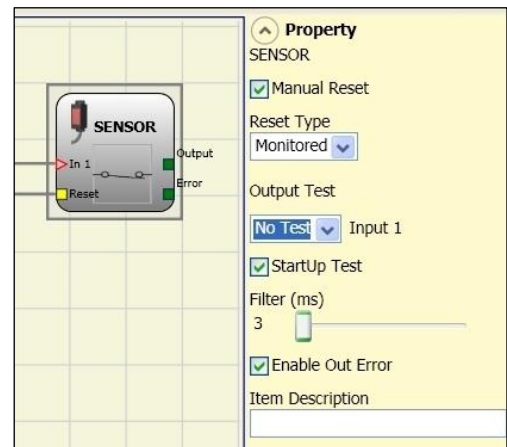 SENSOR
In 1
Output
Reset
Error
Property
SENSOR
Manual Reset
Reset Type
Monitored
Output Test
No Test Input 1
StartUp Test
Filter (ms)
3
Enable Out Error
Item Description